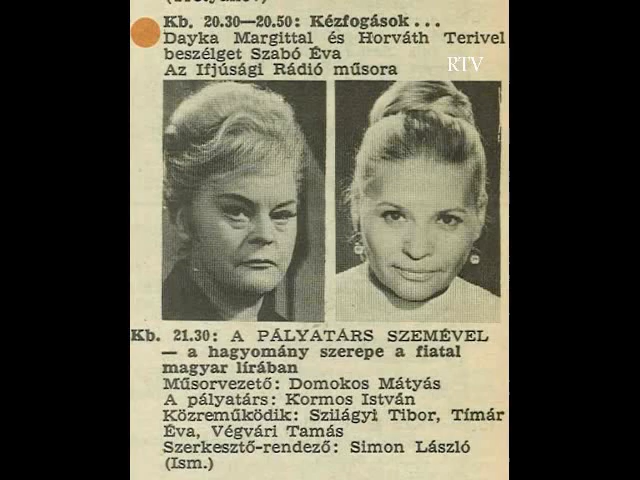 Kb. 20.30—20.50: Kézfogások...
Dayka Margittal és Horváth Terivel
beszélget Szabó Éva
Az Ifjúsági Rádió műsora
RTV
Kb. 21.30: A PÁLYATÁRS SZEMÉVEL
— a hagyomány szerepe a fiatal
magyar lírában
Műsorvezető: Domokos Mátyás
A pályatárs: Kormos István
Közreműködik: Szilágyi Tibor, Tímár
Éva, Végvári Tamás
Szerkesztő-rendező: Simon László
(Ism.)